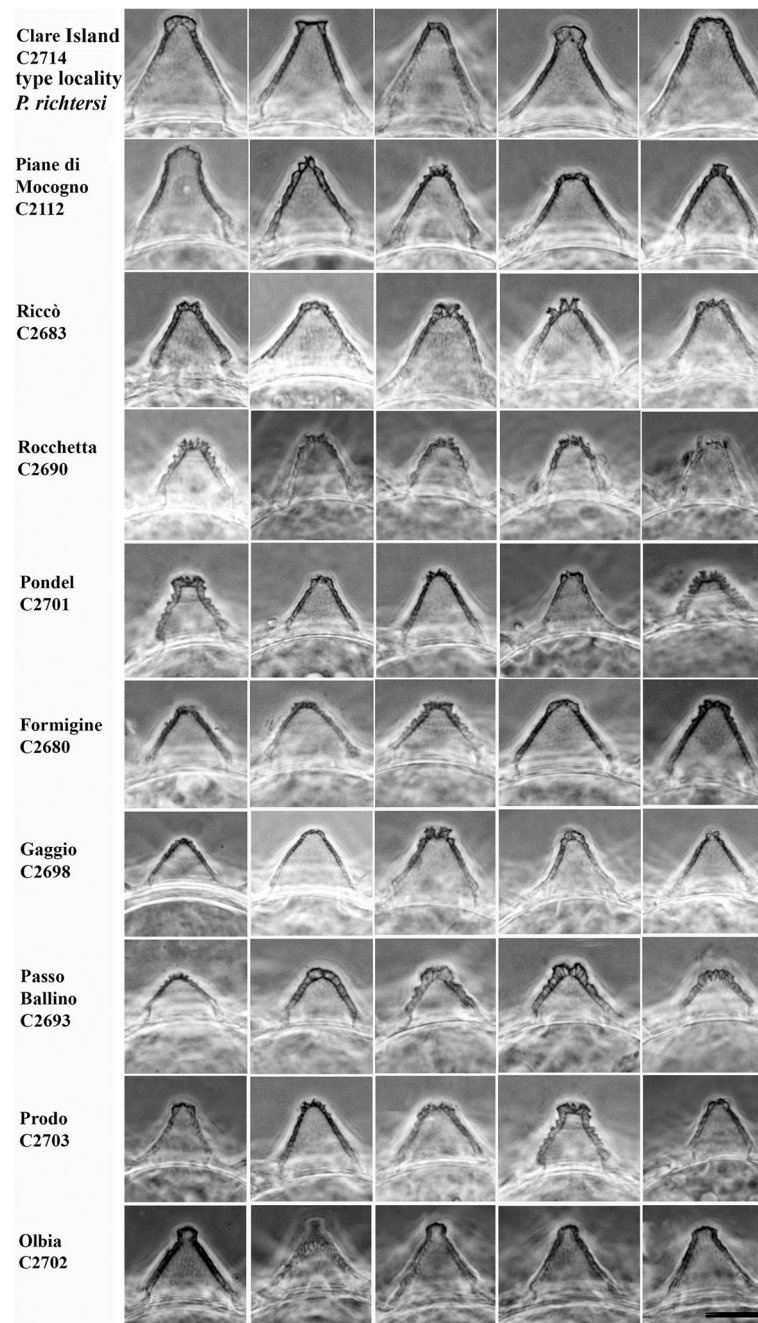 Clare Island
C2714
type locality
P. richtersi
Piane di
Mocogno
C2112
Riccò
C2683
Rocchetta
C2690
Pondel
C2701
Formigine
C2680
Gaggio
C2698
Passo
Ballino
C2693
Prodo
C2703
Olbia
C2702